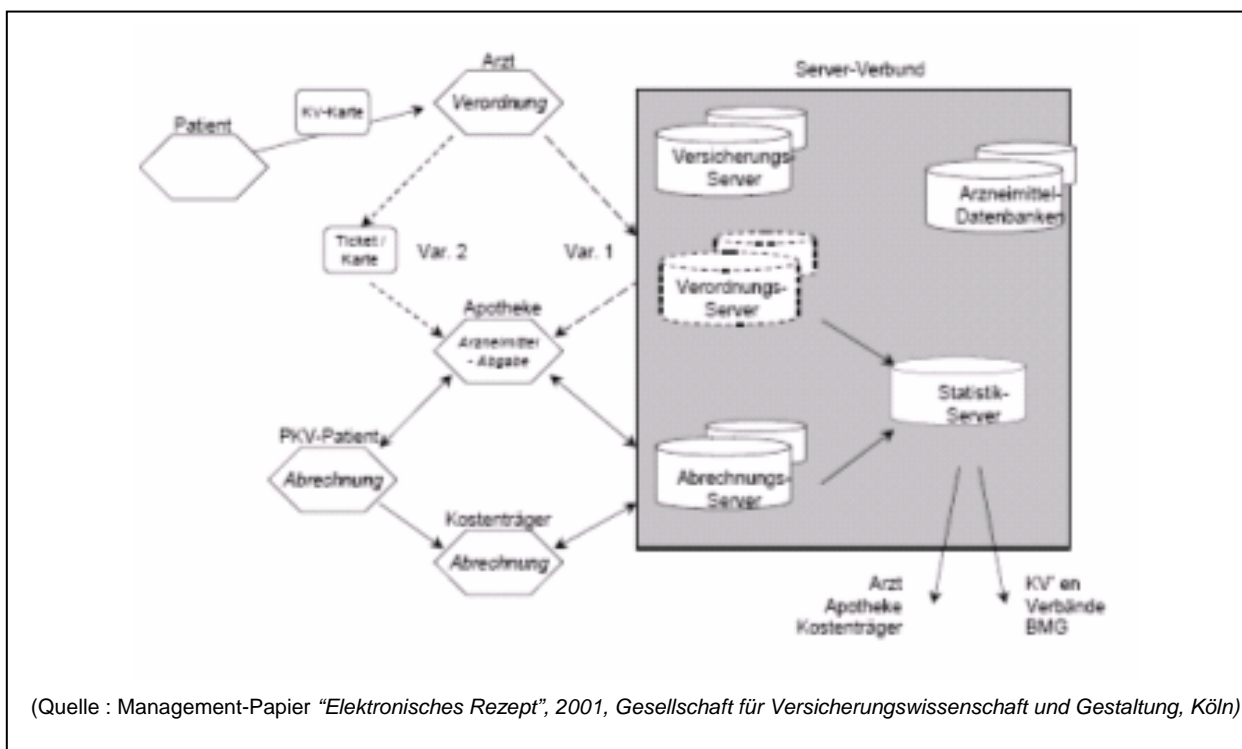 Arzt
Server-Verbund
Verordnung
KV-Karte
Patient
Versicherungs-
Server
Arzneimittel-
Datenbanken
Ticket /
Karte
Var. 2
Var. 1
Verordnungs-
Server
Apotheke
Arzneimittel
- Abgabe
Statistik-
Server
PKV-Patient
Abrechnung
Abrechnungs-
Server
Kostenträger
Abrechnung
Arzt
Apotheke
Kostenträger
KV' en
Verbände
BMG
(Quelle : Management-Papier “Elektronisches Rezept”, 2001, Gesellschaft für Versicherungswissenschaft und Gestaltung, Köln)